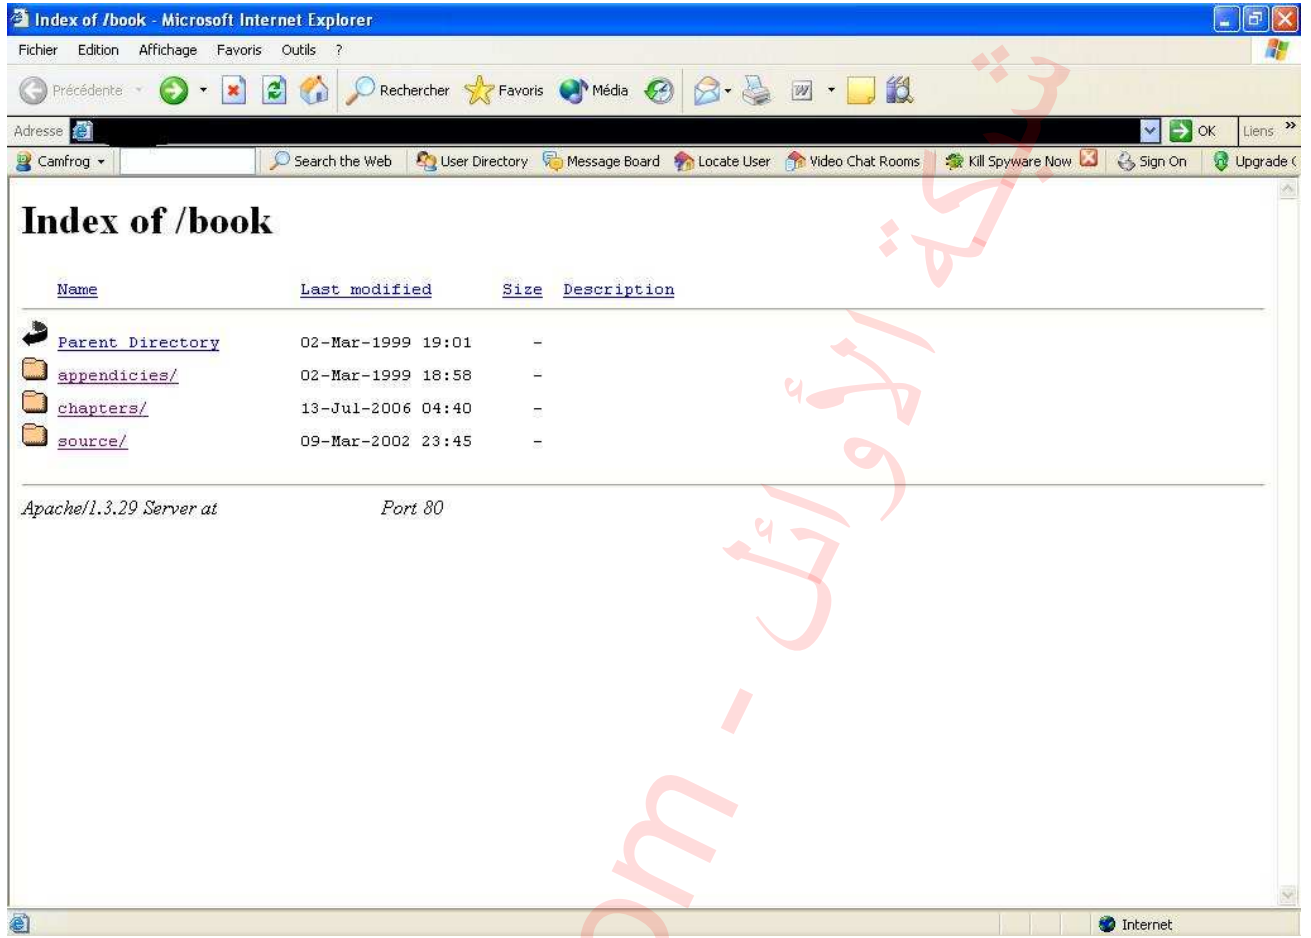 Index of /book - Microsoft Internet Explorer
Fichier Edition Affichage Favoris Outils ?
Précédente Rechercher Favoris Média
Adresse OK Liens »
Camfrog Search the Web User Directory Message Board Locate User Video Chat Rooms Kill Spyware Now Sign On Upgrade (
Index of /book
Name Last modified Size Description
Parent Directory 02-Mar-1999 19:01 -
appendicies/ 02-Mar-1999 18:58 -
chapters/ 13-Jul-2006 04:40 -
source/ 09-Mar-2002 23:45 -
Apache/1.3.29 Server at Port 80
شبكة الأوائل - om
Internet